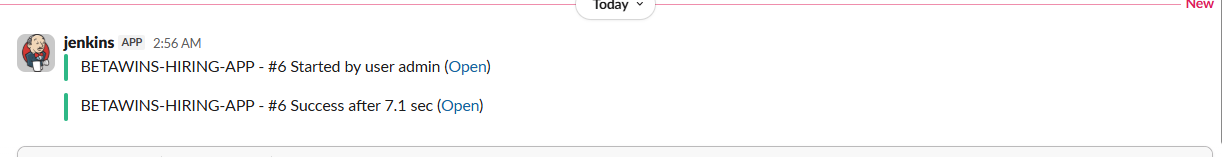 Today
New
jenkins APP 2:56 AM
BETAWINS-HIRING-APP - #6 Started by user admin (Open)
BETAWINS-HIRING-APP - #6 Success after 7.1 sec (Open)